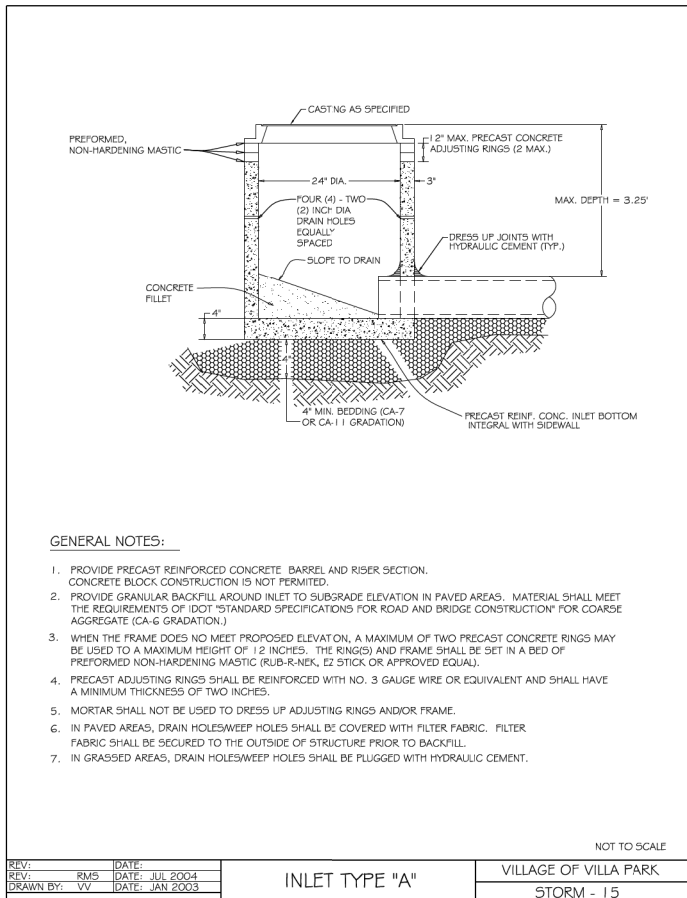 CASTNG AS SPECIFIED
PREFORMED,
NON-HARDENING MASTIC
12" MAX. PRECAST CONCRETE
ADJUSTING RINGS (2 MAX.)
24" DIA.
3"
MAX. DEPTH = 3.25'
FOUR (4) - TWO
(2) INCH DIA
DRAIN HOLES
EQUALLY
SPACED
DRESS UP JOINTS WITH
HYDRAULIC CEMENT (TYP.)
SLOPE TO DRAIN
CONCRETE
FILLET
4"
4"
4" MIN. BEDDING (CA-7
OR CA-11 GRADATION)
PRECAST REINF. CONC. INLET BOTTOM
INTEGRAL WITH SIDEWALL
GENERAL NOTES:
1. PROVIDE PRECAST REINFORCED CONCRETE BARREL AND RISER SECTION.
CONCRETE BLOCK CONSTRUCTION IS NOT PERMITED.
2. PROVIDE GRANULAR BACKFILL AROUND INLET TO SUBGRADE ELEVATION IN PAVED AREAS. MATERIAL SHALL MEET
THE REQUIREMENTS OF IDOT "STANDARD SPECIFICATIONS FOR ROAD AND BRIDGE CONSTRUCTION" FOR COARSE
AGGREGATE (CA-6 GRADATION.)
3. WHEN THE FRAME DOES NO MEET PROPOSED ELEVATON, A MAXIMUM OF TWO PRECAST CONCRETE RINGS MAY
BE USED TO A MAXIMUM HEIGHT OF 12 INCHES. THE RING(S) AND FRAME SHALL BE SET IN A BED OF
PREFORMED NON-HARDENING MASTIC (RUB-R-NEK, EZ STICK OR APPROVED EQUAL).
4. PRECAST ADJUSTING RINGS SHALL BE REINFORCED WITH NO. 3 GAUGE WIRE OR EQUIVALENT AND SHALL HAVE
A MINIMUM THICKNESS OF TWO INCHES.
5. MORTAR SHALL NOT BE USED TO DRESS UP ADJUSTING RINGS AND/OR FRAME.
6. IN PAVED AREAS, DRAIN HOLES/WEEP HOLES SHALL BE COVERED WITH FILTER FABRIC. FILTER
FABRIC SHALL BE SECURED TO THE OUTSIDE OF STRUCTURE PRIOR TO BACKFILL.
7. IN GRASSED AREAS, DRAIN HOLES/WEEP HOLES SHALL BE PLUGGED WITH HYDRAULIC CEMENT.
NOT TO SCALE
REV: DATE:
REV: RMS DATE: JUL 2004
DRAWN BY: VV DATE: JAN 2003
INLET TYPE "A"
VILLAGE OF VILLA PARK
STORM - 15